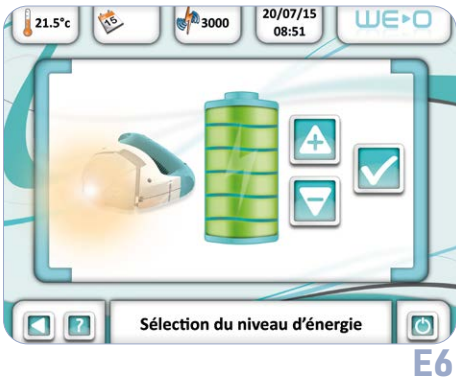 21.5°c
15
3000
20/07/15
08:51
WE▸O
?
Sélection du niveau d’énergie
E6